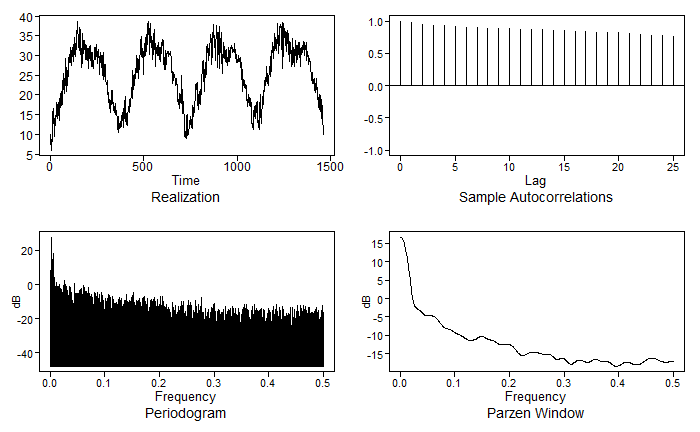 40
35
30
25
20
15
10
5
0 500 1000 1500
Time
Realization
1.0
0.5
0.0
-0.5
-1.0
0 5 10 15 20 25
Lag
Sample Autocorrelations
20
0
-20
-40
dB
0.0 0.1 0.2 0.3 0.4 0.5
Frequency
Periodogram
15
10
5
0
-5
-10
-15
dB
0.0 0.1 0.2 0.3 0.4 0.5
Frequency
Parzen Window